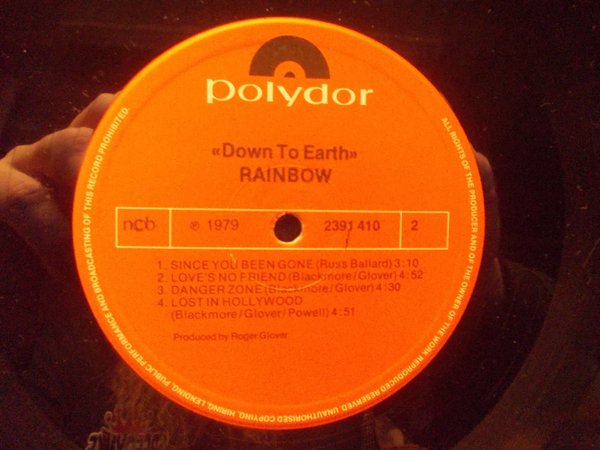 polydor
«Down To Earth»
RAINBOW
ncb ℗ 1979 2391 410 2
1. SINCE YOU BEEN GONE (Russ Ballard) 3:10
2. LOVE'S NO FRIEND (Blackmore/Glover) 4:52
3. DANGER ZONE (Blackmore/Glover) 4:30
4. LOST IN HOLLYWOOD
(Blackmore/Glover/Powell) 4:51
Produced by Roger Glover
ALL RIGHTS OF THE PRODUCER AND OF THE OWNER OF THE WORK REPRODUCED RESERVED. UNAUTHORISED COPYING, HIRING, LENDING, PUBLIC PERFORMANCE AND BROADCASTING OF THIS RECORD PROHIBITED.